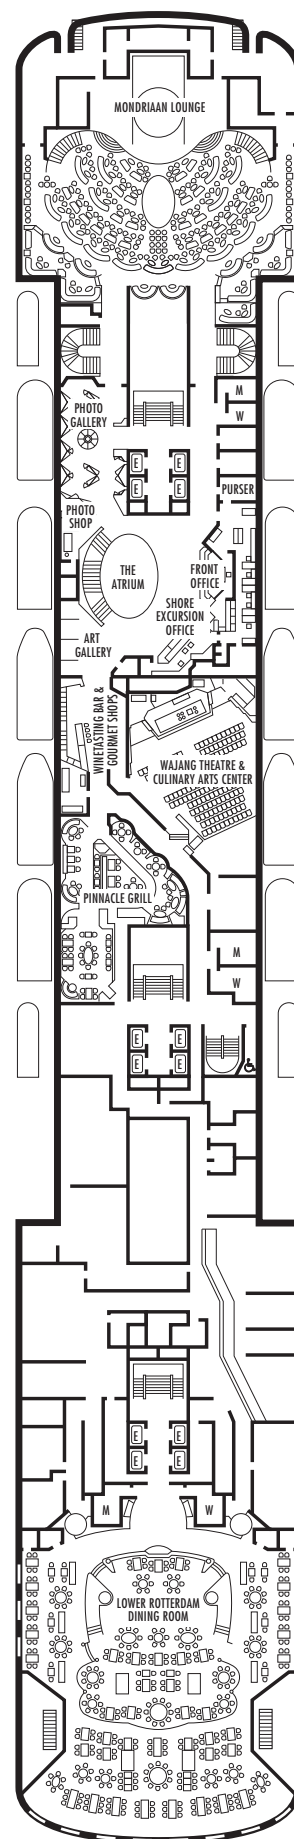 MONDRIAAN LOUNGE
M
W
PHOTO
GALLERY
E E
E E
PURSER
PHOTO
SHOP
THE
ATRIUM
FRONT
OFFICE
SHORE
EXCURSION
OFFICE
ART
GALLERY
WINETASTING BAR &
GOURMET SHOPS
WAJANG THEATRE &
CULINARY ARTS CENTER
PINNACLE GRILL
M
W
E E
E E
E E
E E
M W
LOWER ROTTERDAM
DINING ROOM